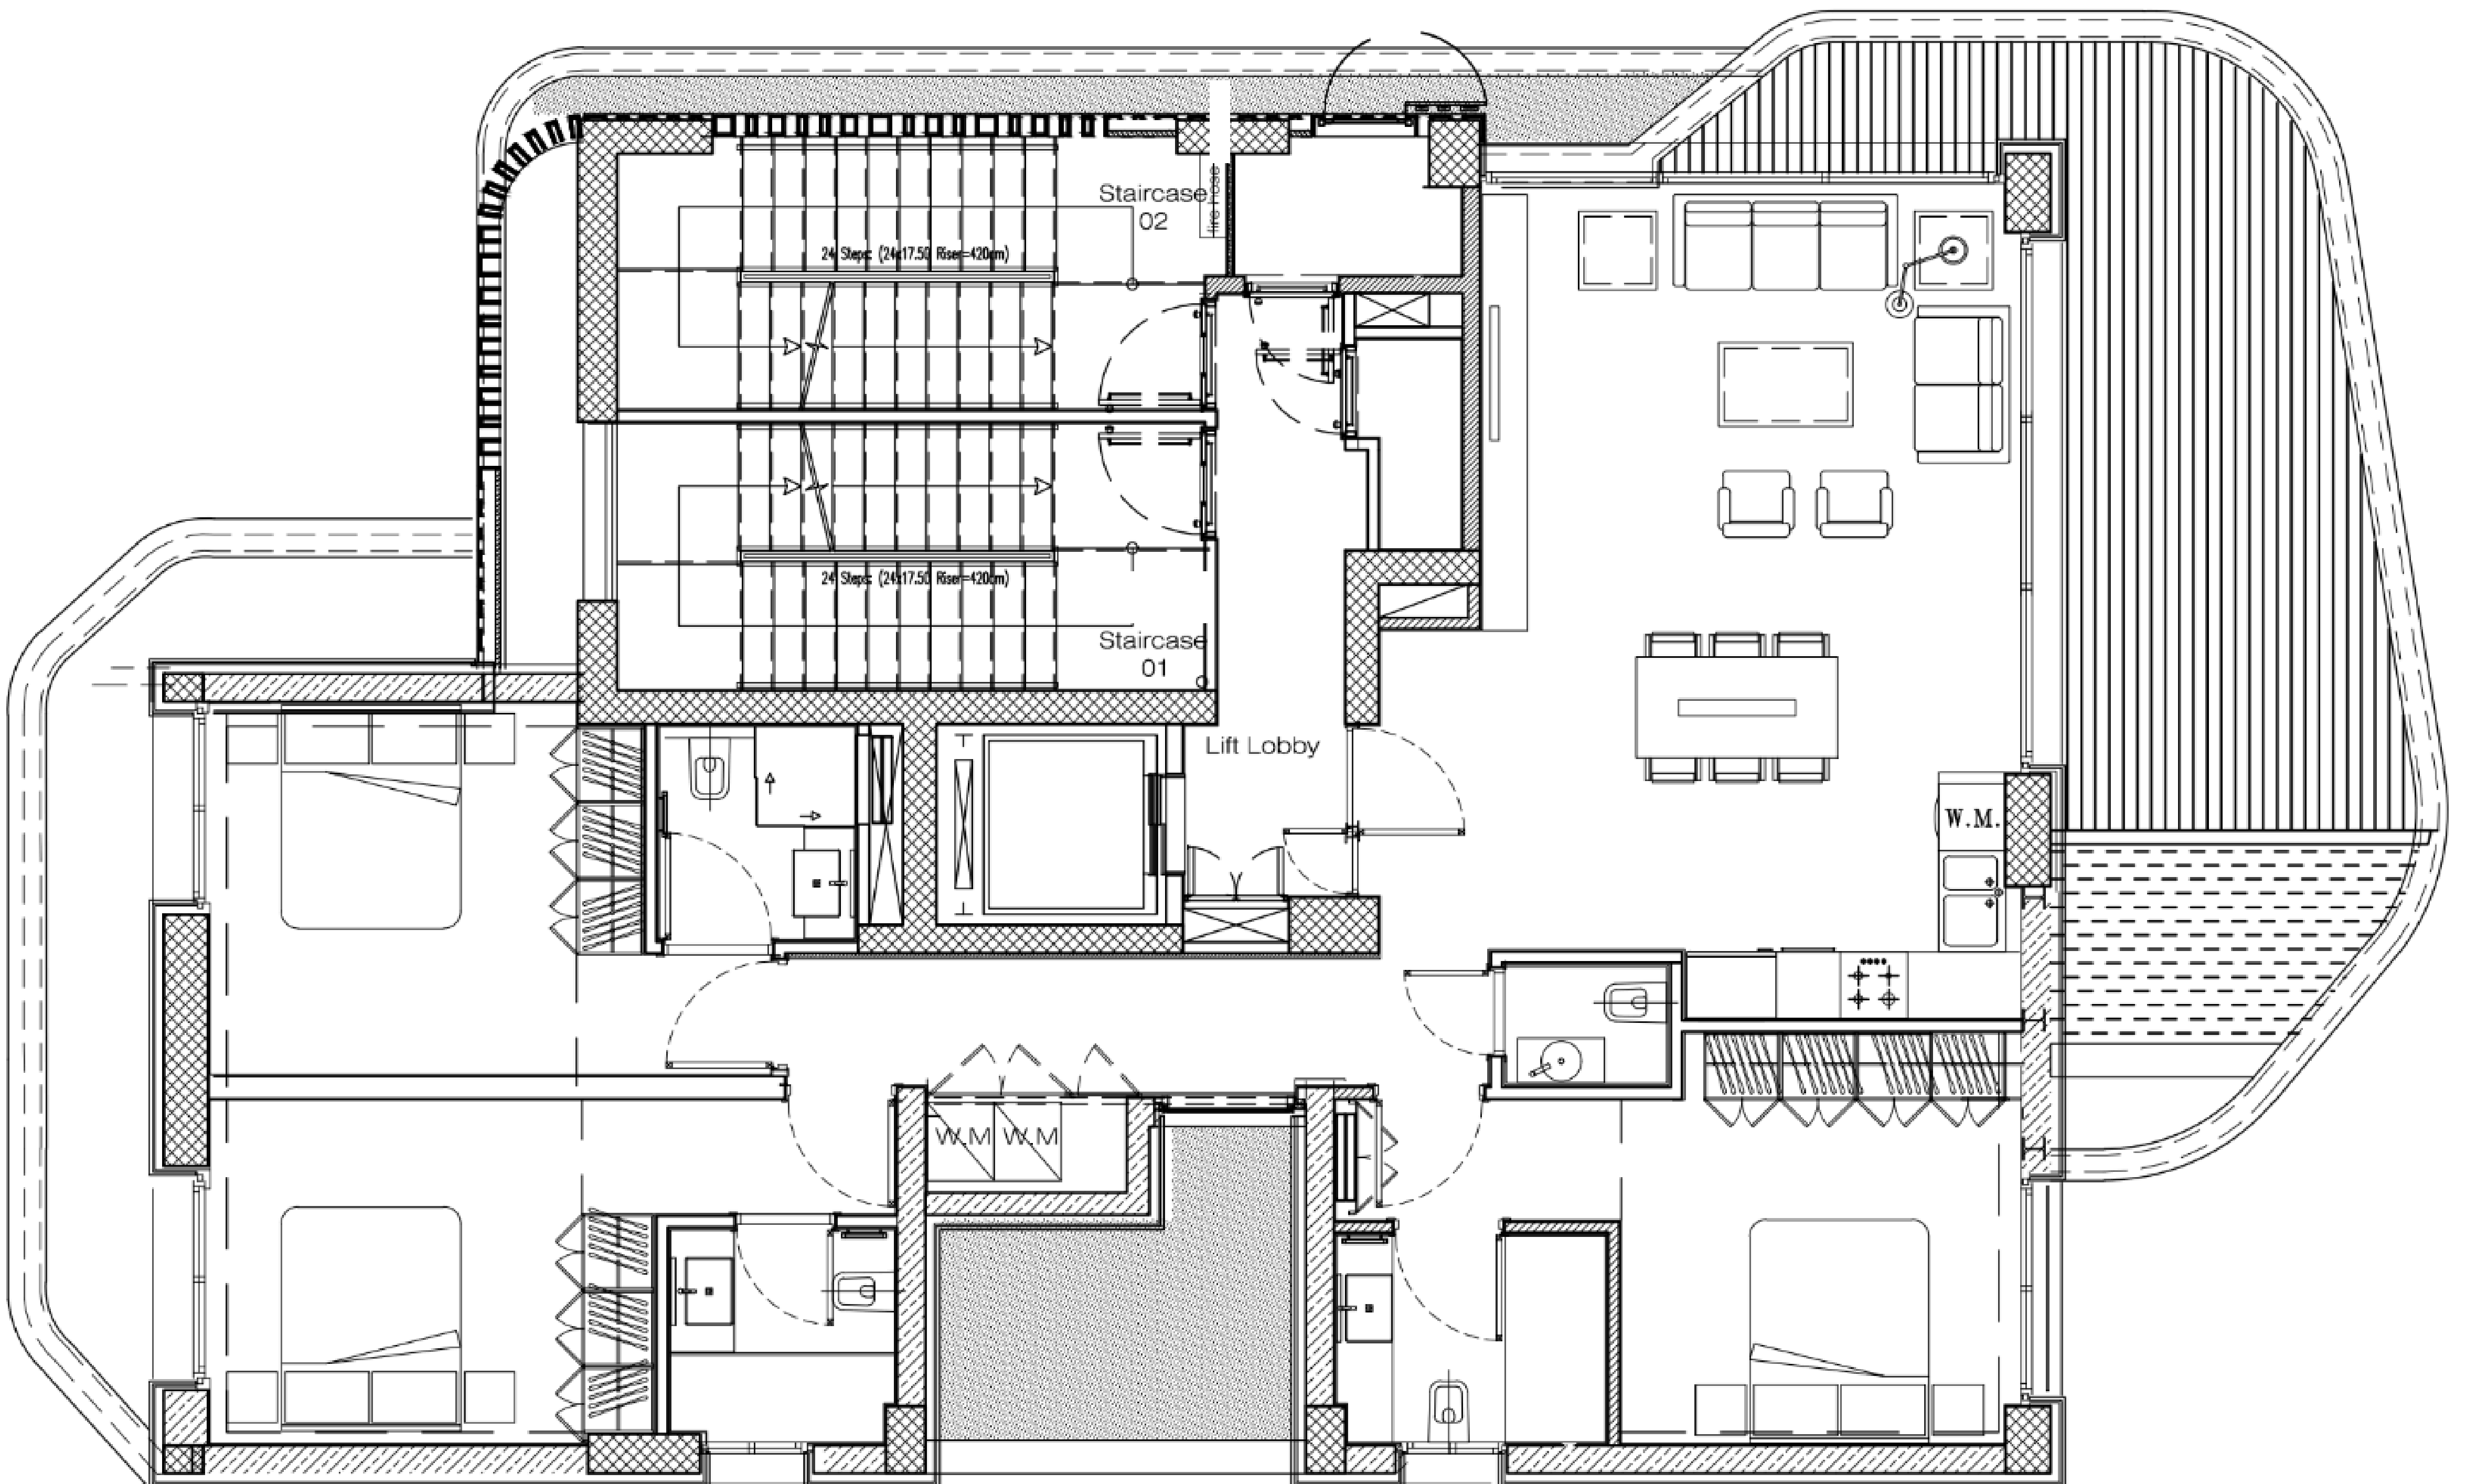 Staircase
02
fire hose
24 Steps: (24x17.50 Riser=420cm)
24 Steps: (24x17.50 Riser=420cm)
Staircase
01
Lift Lobby
W.M.
W.M W.M